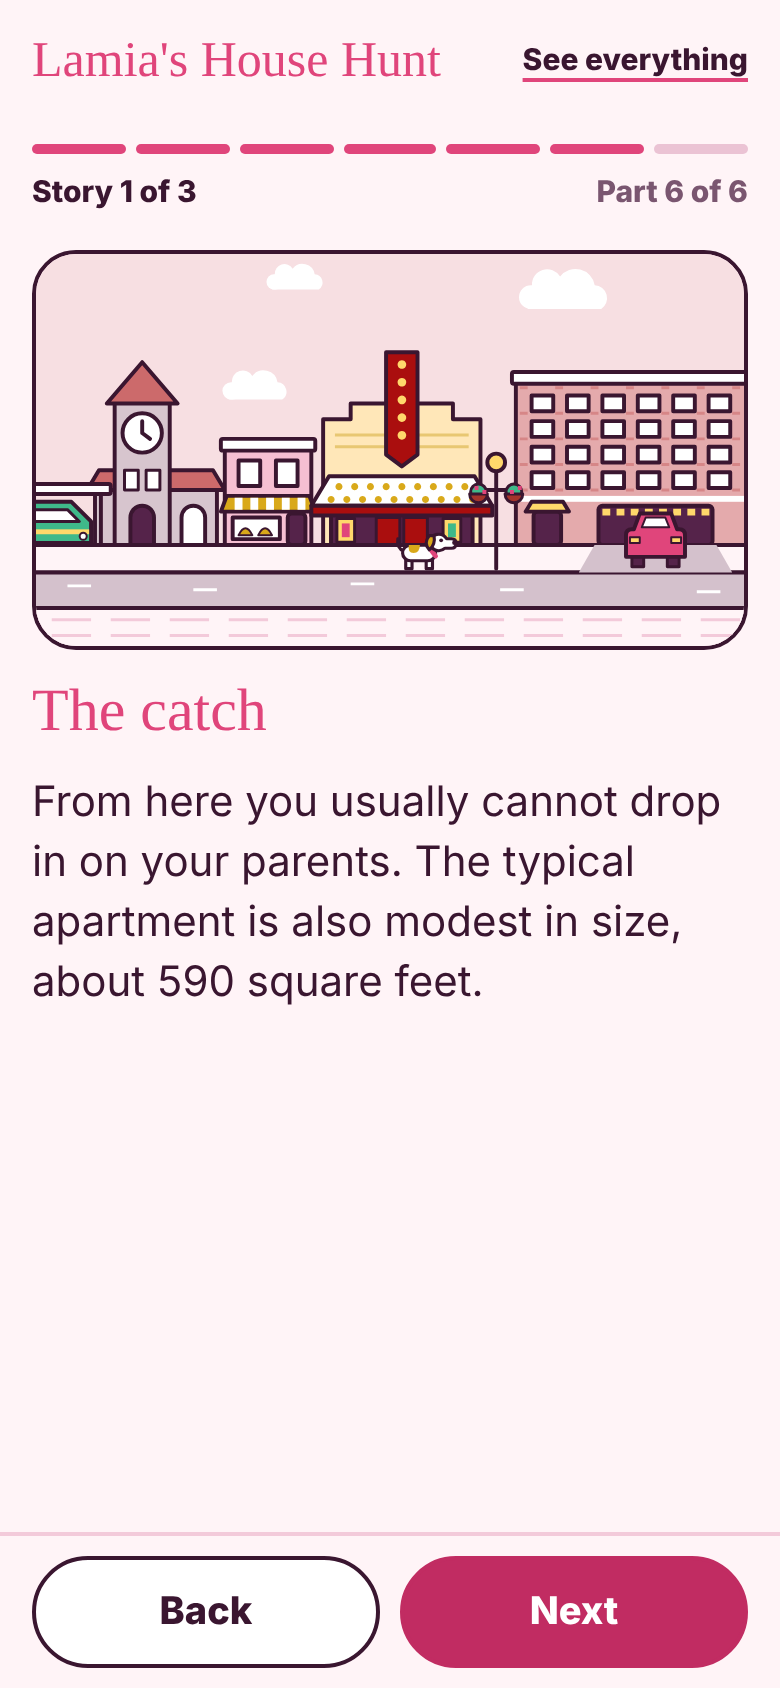 Lamia's House Hunt
See everything
Story 1 of 3
Part 6 of 6
The catch
From here you usually cannot drop
in on your parents. The typical
apartment is also modest in size,
about 590 square feet.
Back
Next